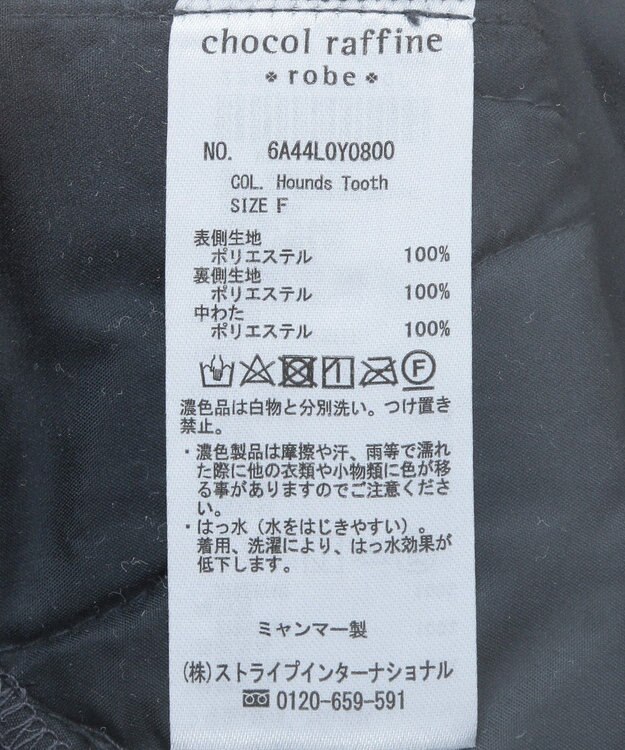 chocol raffine
robe
NO. 6A44L0Y0800
COL. Hounds Tooth
SIZE F
表側生地
ポリエステル 100%
裏側生地
ポリエステル 100%
中わた
ポリエステル 100%
F
濃色品は白物と分別洗い。つけ置き
禁止。
・濃色製品は摩擦や汗、雨等で濡れ
た際に他の衣類や小物類に色が移
る事がありますのでご注意くださ
い。
・はっ水（水をはじきやすい）。
着用、洗濯により、はっ水効果が
低下します。
ミャンマー製
(株)ストライプインターナショナル
0120-659-591